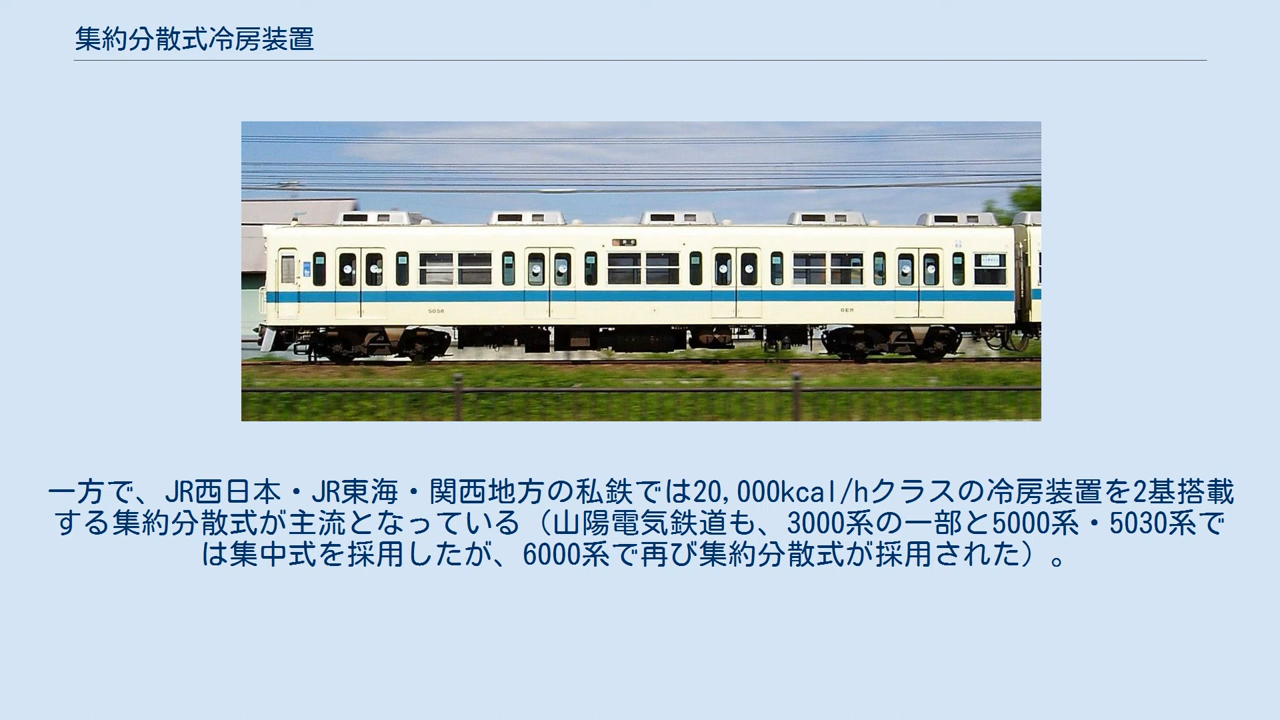 集約分散式冷房装置
5056
一方で、JR西日本・JR東海・関西地方の私鉄では20,000kcal/hクラスの冷房装置を2基搭載
する集約分散式が主流となっている（山陽電気鉄道も、3000系の一部と5000系・5030系で
は集中式を採用したが、6000系で再び集約分散式が採用された）。